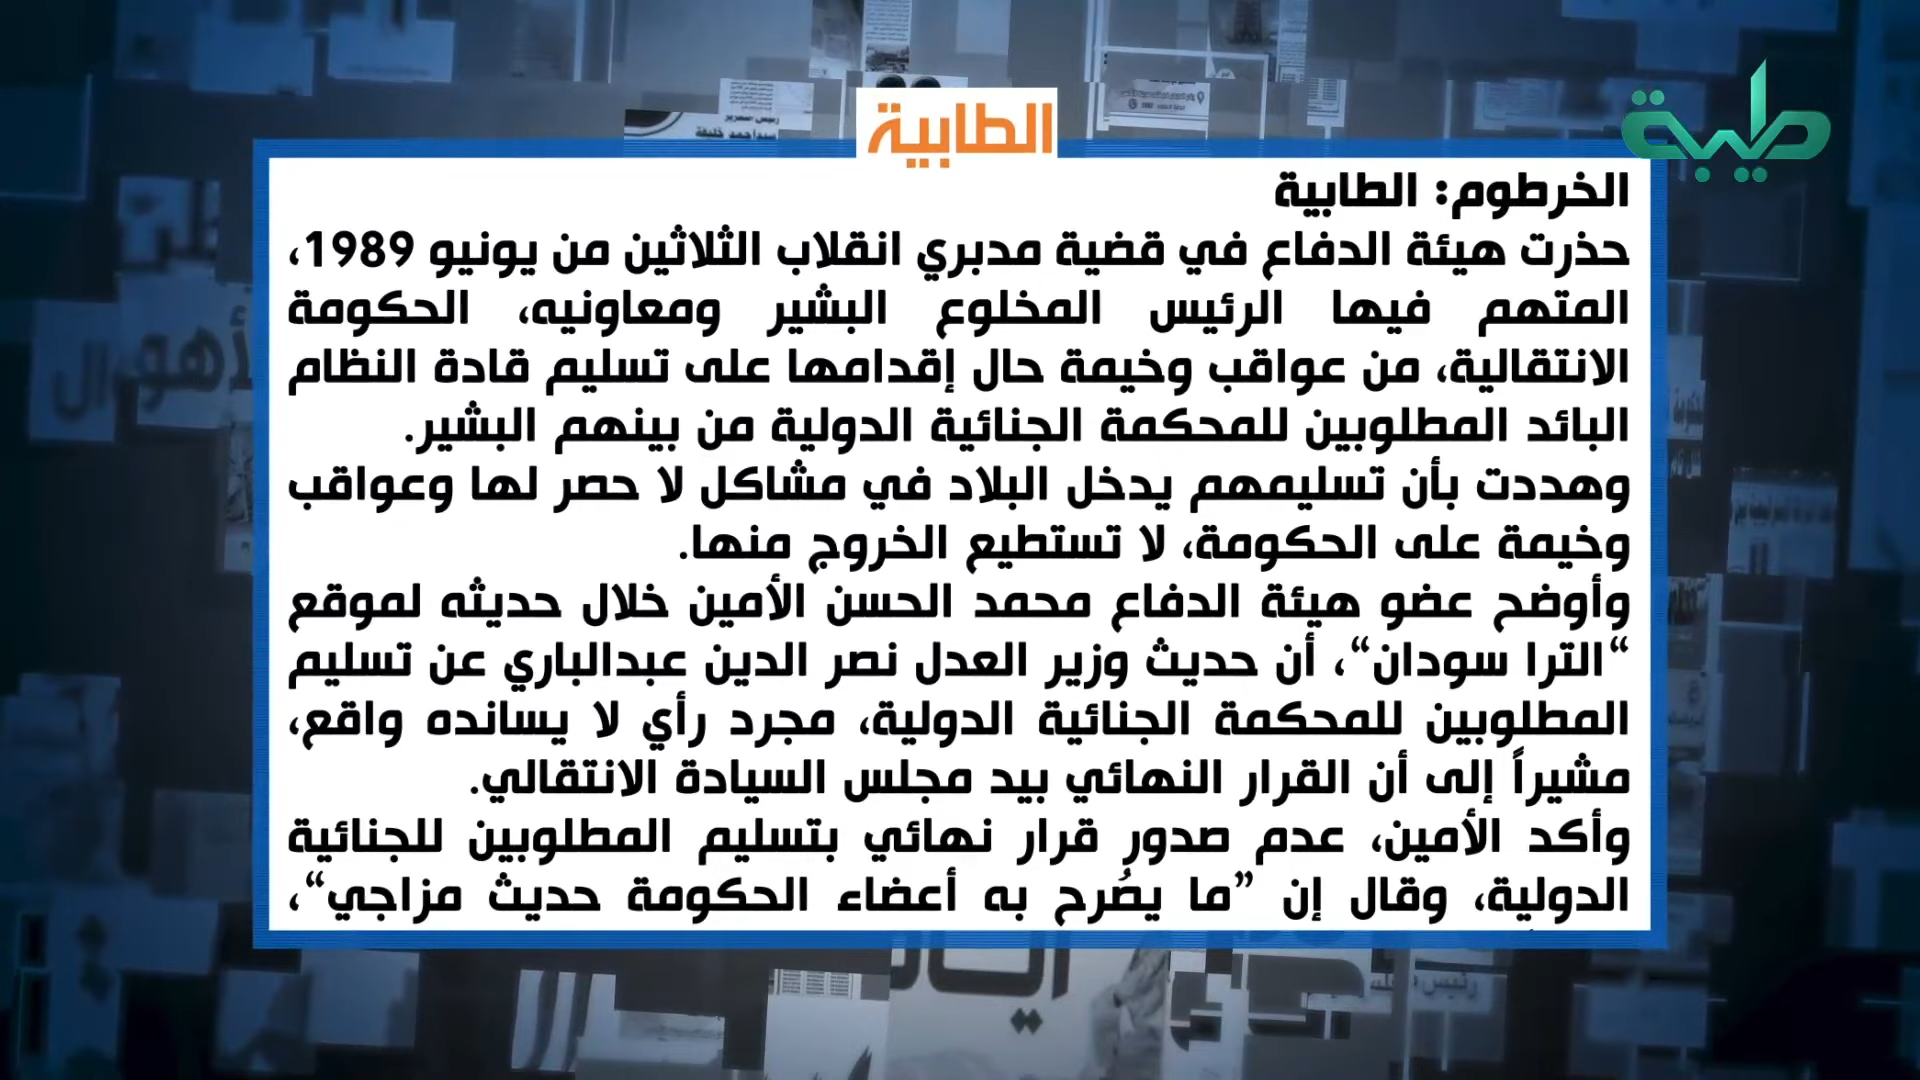 الطابية
طيبة
الخرطوم: الطابية
حذرت هيئة الدفاع في قضية مدبري انقلاب الثلاثين من يونيو 1989،
المتهم فيها الرئيس المخلوع البشير ومعاونيه، الحكومة
الانتقالية، من عواقب وخيمة حال إقدامها على تسليم قادة النظام
البائد المطلوبين للمحكمة الجنائية الدولية من بينهم البشير.
وهددت بأن تسليمهم يدخل البلاد في مشاكل لا حصر لها وعواقب
وخيمة على الحكومة، لا تستطيع الخروج منها.
وأوضح عضو هيئة الدفاع محمد الحسن الأمين خلال حديثه لموقع
“الترا سودان“، أن حديث وزير العدل نصر الدين عبدالباري عن تسليم
المطلوبين للمحكمة الجنائية الدولية، مجرد رأي لا يسانده واقع،
مشيراً إلى أن القرار النهائي بيد مجلس السيادة الانتقالي.
وأكد الأمين، عدم صدور قرار نهائي بتسليم المطلوبين للجنائية
الدولية، وقال إن ”ما يصُرح به أعضاء الحكومة حديث مزاجي“،